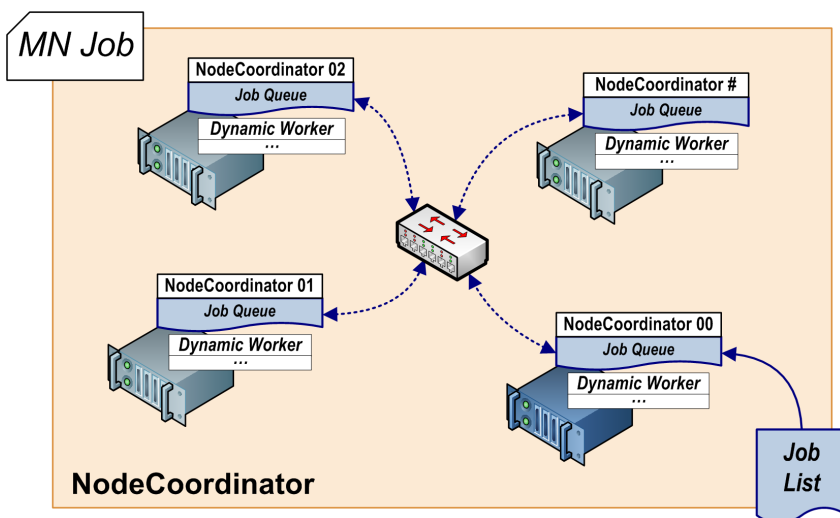 MN Job
NodeCoordinator 02
Job Queue
Dynamic Worker
...
NodeCoordinator #
Job Queue
Dynamic Worker
...
NodeCoordinator 01
Job Queue
Dynamic Worker
...
NodeCoordinator 00
Job Queue
Dynamic Worker
...
Job
List
NodeCoordinator